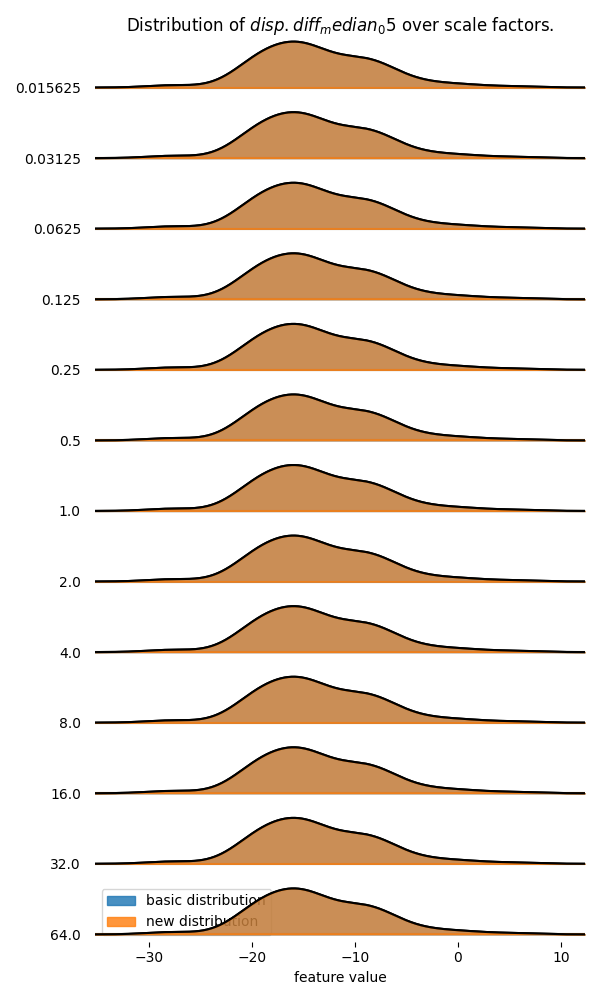 Distribution of disp.diff_median_05 over scale factors.
0.015625
0.03125
0.0625
0.125
0.25
0.5
1.0
2.0
4.0
8.0
16.0
32.0
basic distribution
new distribution
64.0
−30 −20 −10 0 10
feature value